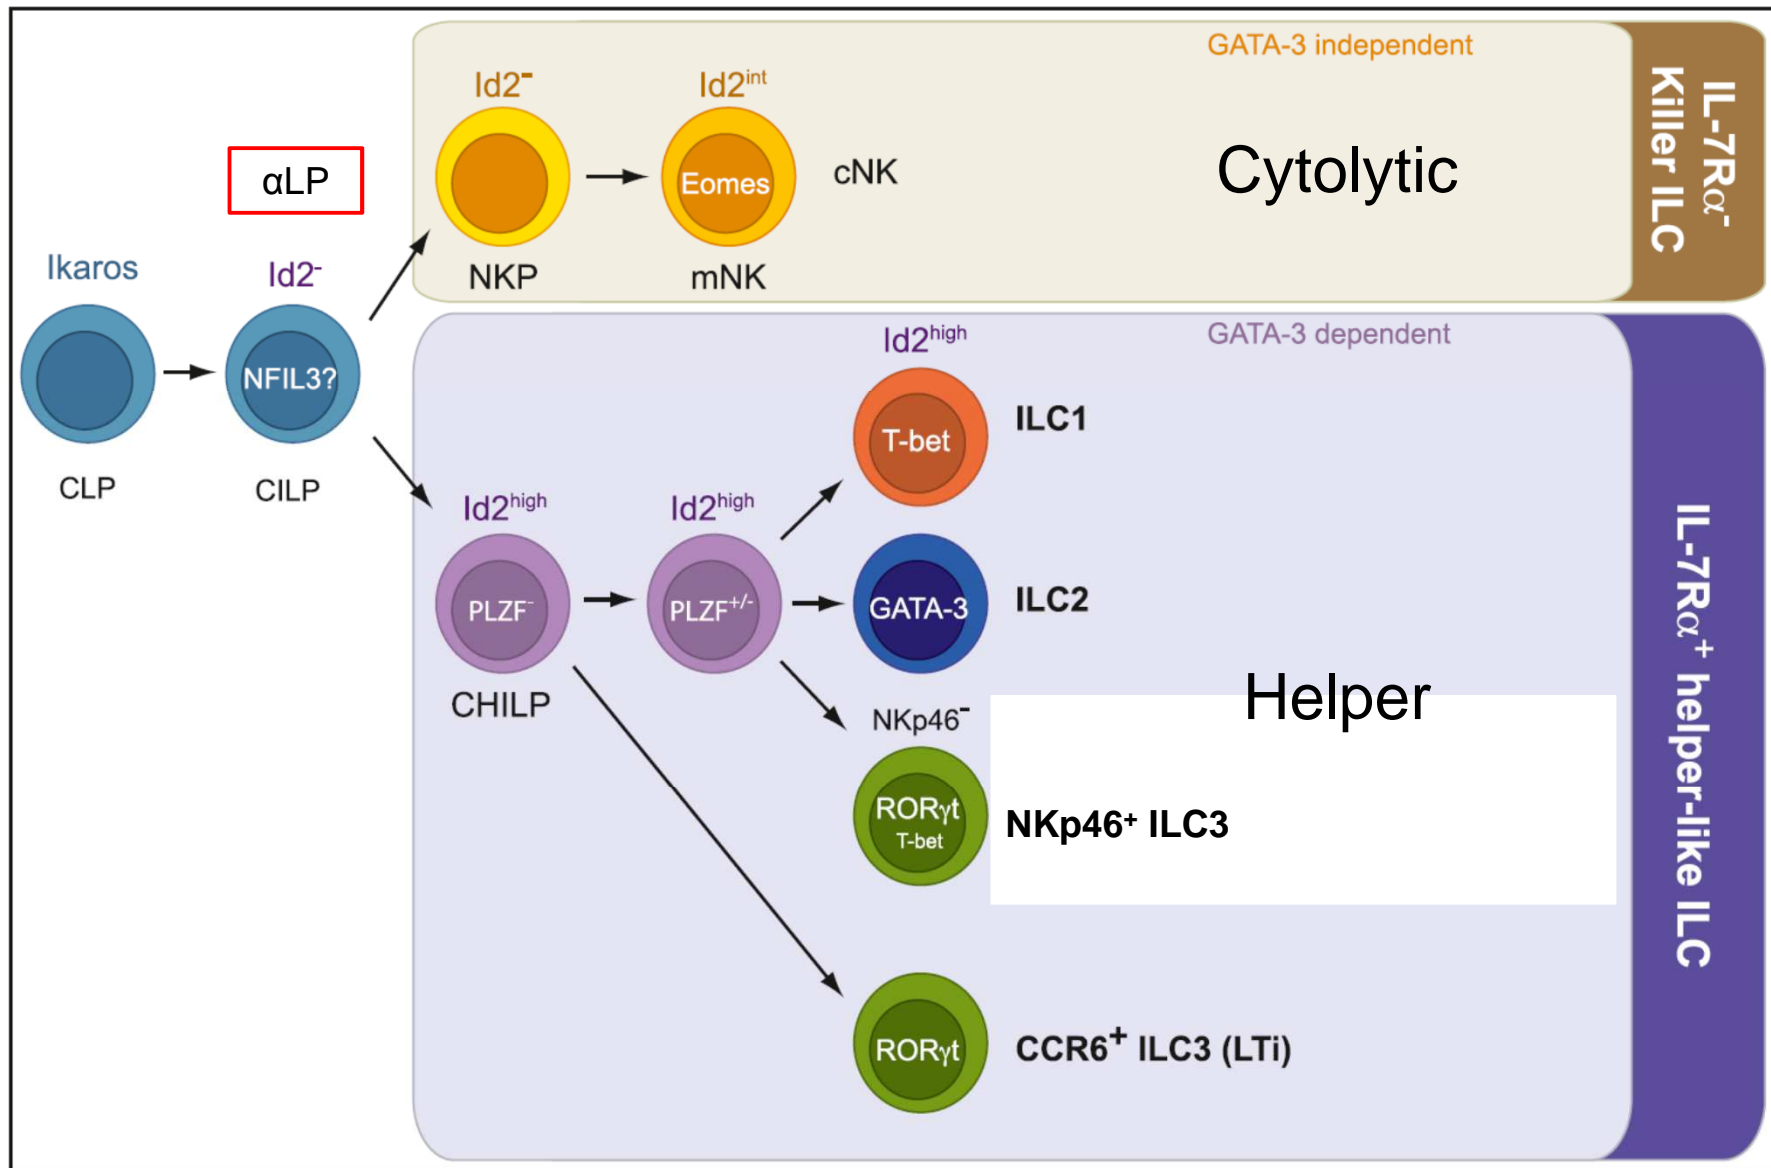 GATA-3 independent
Id2⁻
Id2ⁱⁿᵗ
IL-7Rα⁻
Killer ILC
αLP
Eomes
cNK
Cytolytic
NKP
mNK
Ikaros
Id2⁻
NFIL3?
CLP
CILP
GATA-3 dependent
Id2ʰⁱᵍʰ
T-bet
ILC1
Id2ʰⁱᵍʰ
Id2ʰⁱᵍʰ
PLZF⁻
PLZF⁺/⁻
GATA-3
ILC2
CHILP
Helper
NKp46⁻
RORγt
T-bet
NKp46⁺ ILC3
RORγt
CCR6⁺ ILC3 (LTi)
IL-7Rα⁺ helper-like ILC